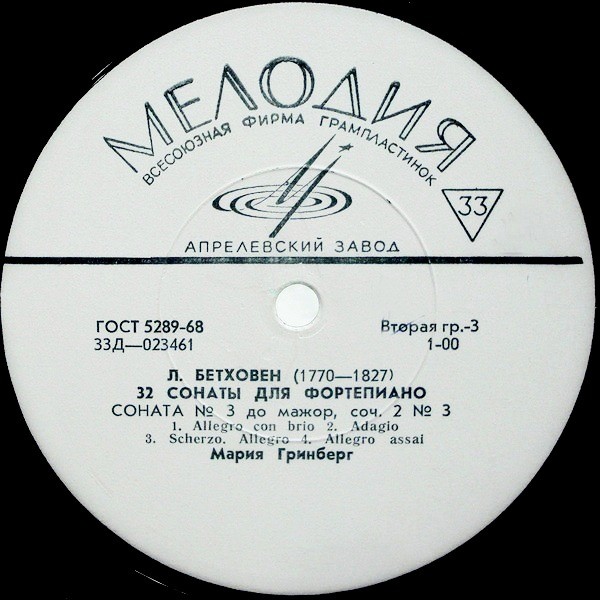 МЕЛОДИЯ
ВСЕСОЮЗНАЯ ФИРМА ГРАМПЛАСТИНОК
33
АПРЕЛЕВСКИЙ ЗАВОД
ГОСТ 5289-68 Вторая гр.-3
33Д—023461 1-00
Л. БЕТХОВЕН (1770—1827)
32 СОНАТЫ ДЛЯ ФОРТЕПИАНО
СОНАТА № 3 до мажор, соч. 2 № 3
1. Allegro con brio 2. Adagio
3. Scherzo. Allegro 4. Allegro assai
Мария Гринберг